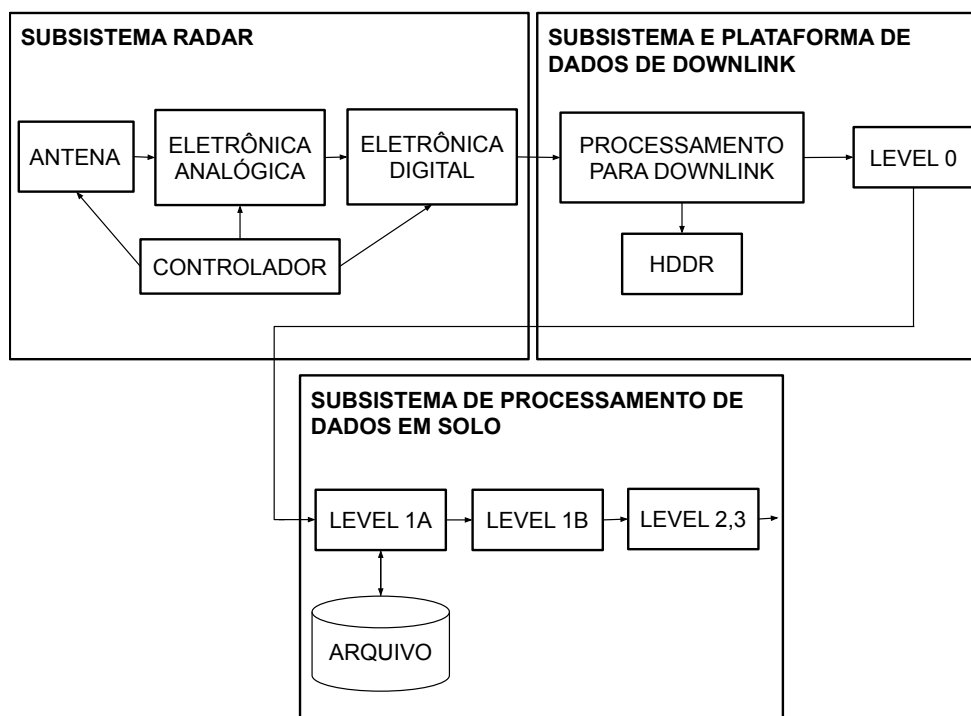 SUBSISTEMA RADAR
ANTENA
ELETRÔNICA
ANALÓGICA
ELETRÔNICA
DIGITAL
CONTROLADOR
SUBSISTEMA E PLATAFORMA DE
DADOS DE DOWNLINK
PROCESSAMENTO
PARA DOWNLINK
LEVEL 0
HDDR
SUBSISTEMA DE PROCESSAMENTO DE
DADOS EM SOLO
LEVEL 1A
LEVEL 1B
LEVEL 2,3
ARQUIVO